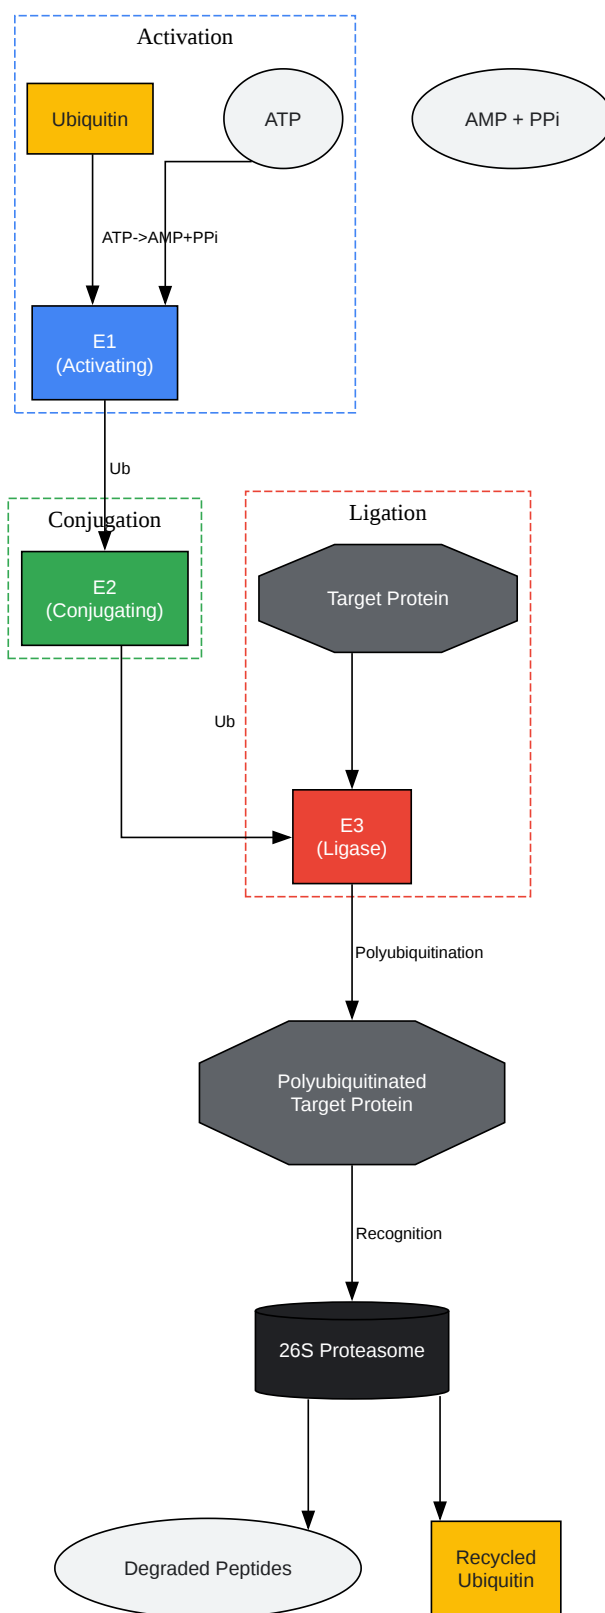 Activation
Ubiquitin
ATP
AMP + PPi
ATP->AMP+PPi
E1
(Activating)
Ub
Conjugation
Ligation
E2
(Conjugating)
Target Protein
Ub
E3
(Ligase)
Polyubiquitination
Polyubiquitinated
Target Protein
Recognition
26S Proteasome
Degraded Peptides
Recycled
Ubiquitin